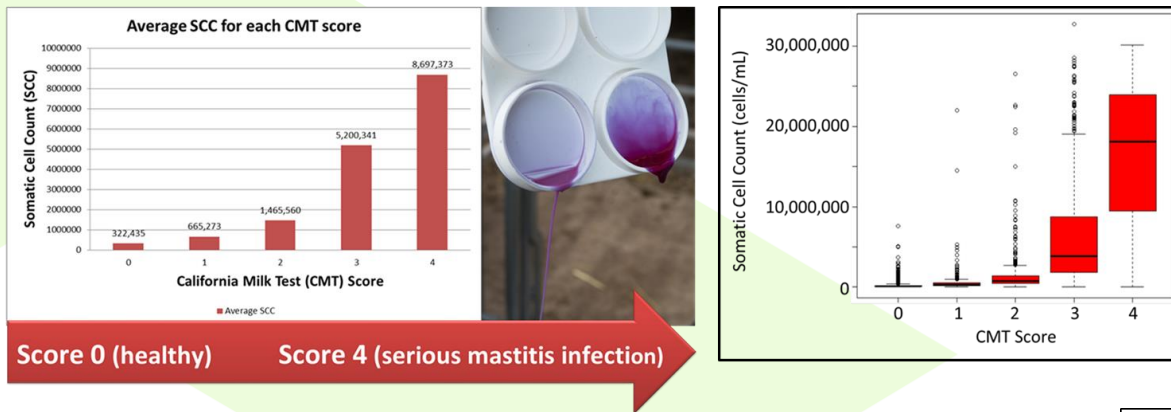 Average SCC for each CMT score
Somatic Cell Count (SCC)
10000000
9000000
8000000
7000000
6000000
5000000
4000000
3000000
2000000
1000000
0
322,435
665,273
1,465,560
5,200,341
8,697,373
0 1 2 3 4
California Milk Test (CMT) Score
Average SCC
Score 0 (healthy) Score 4 (serious mastitis infection)
Somatic Cell Count (cells/mL)
30,000,000
20,000,000
10,000,000
0
0 1 2 3 4
CMT Score